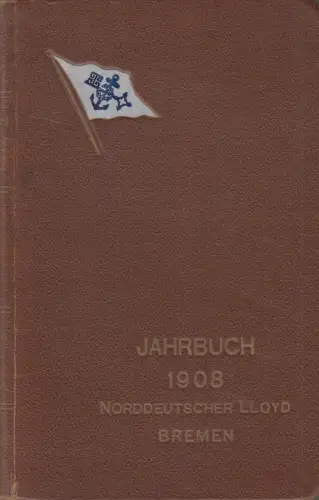 JAHRBUCH
1908
NORDDEUTSCHER LLOYD
BREMEN